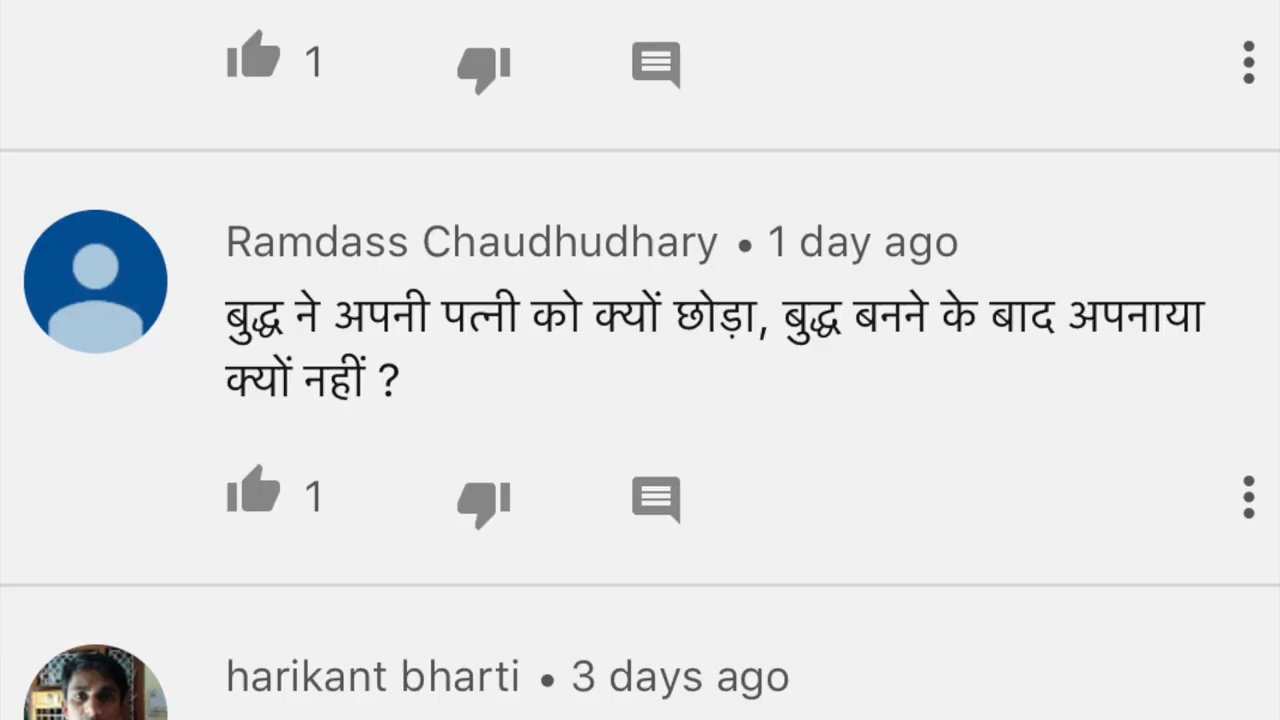 1
Ramdass Chaudhudhary • 1 day ago
बुद्ध ने अपनी पत्नी को क्यों छोड़ा, बुद्ध बनने के बाद अपनाया
क्यों नहीं ?
1
harikant bharti • 3 days ago